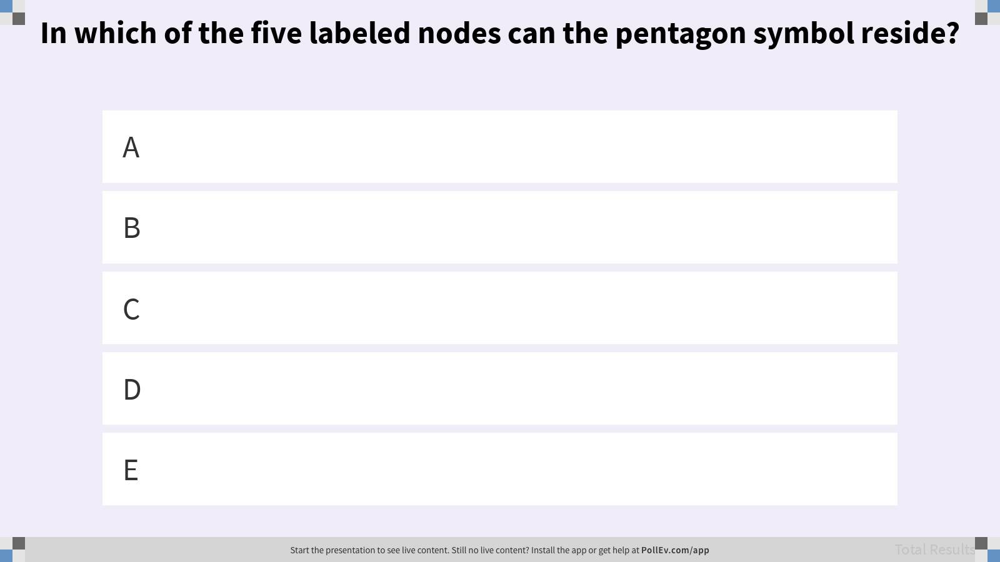 In which of the five labeled nodes can the pentagon symbol reside?
A
B
C
D
E
Start the presentation to see live content. Still no live content? Install the app or get help at PollEv.com/app
Total Results